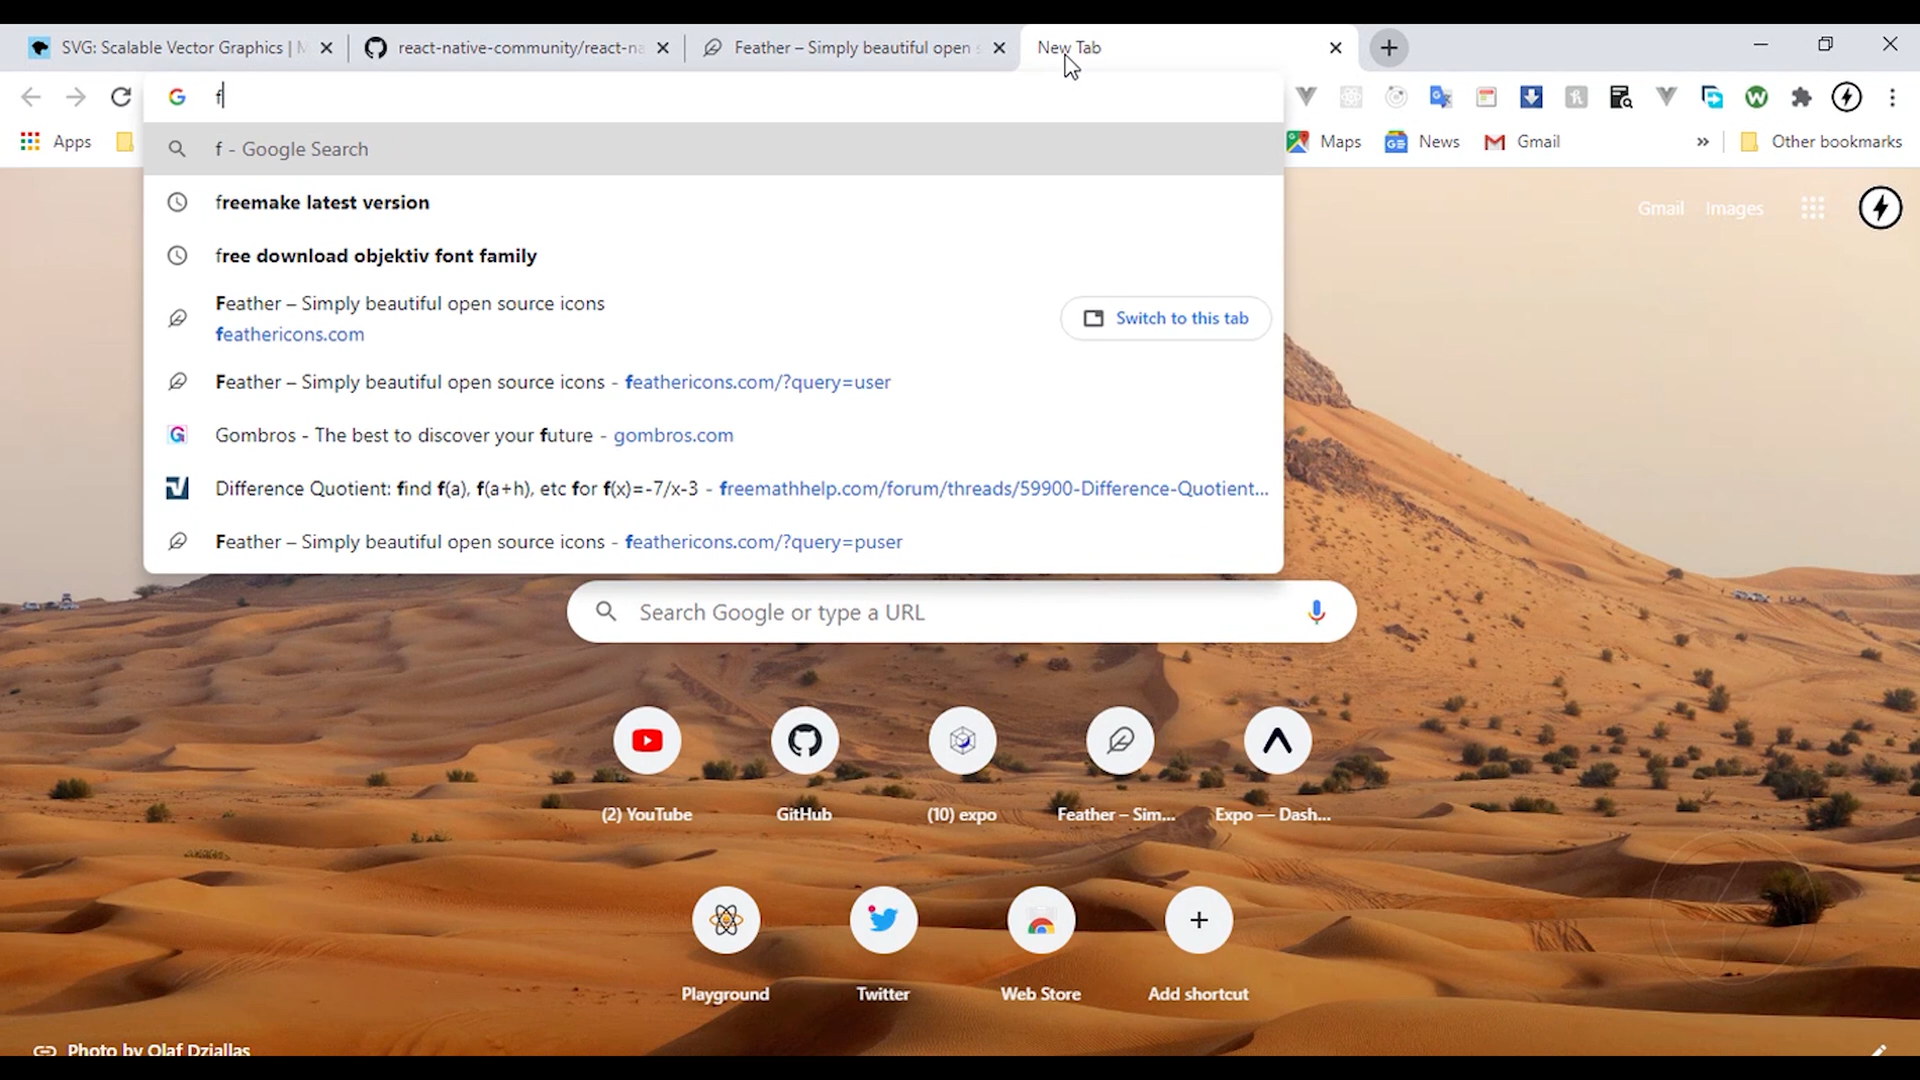 SVG: Scalable Vector Graphics |
react-native-community/react-na
Feather – Simply beautiful open
New Tab
f
Apps
Maps
News
Gmail
»
Other bookmarks
f - Google Search
freemake latest version
free download objektiv font family
Feather – Simply beautiful open source icons
feathericons.com
Switch to this tab
Feather – Simply beautiful open source icons - feathericons.com/?query=user
Gombros - The best to discover your future - gombros.com
Difference Quotient: find f(a), f(a+h), etc for f(x)=-7/x-3 - freemathhelp.com/forum/threads/59900-Difference-Quotient...
Feather – Simply beautiful open source icons - feathericons.com/?query=puser
Gmail
Images
Search Google or type a URL
(2) YouTube
GitHub
(10) expo
Feather – Sim...
Expo — Dash...
Playground
Twitter
Web Store
Add shortcut
Photo by Olaf Dziallas